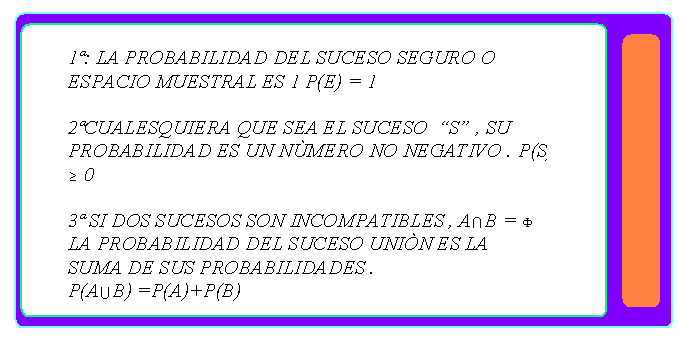 1ª: LA PROBABILIDAD DEL SUCESO SEGURO O
ESPACIO MUESTRAL ES 1 P(E) = 1
2ªCUALESQUIERA QUE SEA EL SUCESO “S” , SU
PROBABILIDAD ES UN NÙMERO NO NEGATIVO . P(S)
≥ 0
3ª SI DOS SUCESOS SON INCOMPATIBLES , A∩B = Φ
LA PROBABILIDAD DEL SUCESO UNIÒN ES LA
SUMA DE SUS PROBABILIDADES .
P(A∪B) =P(A)+P(B)